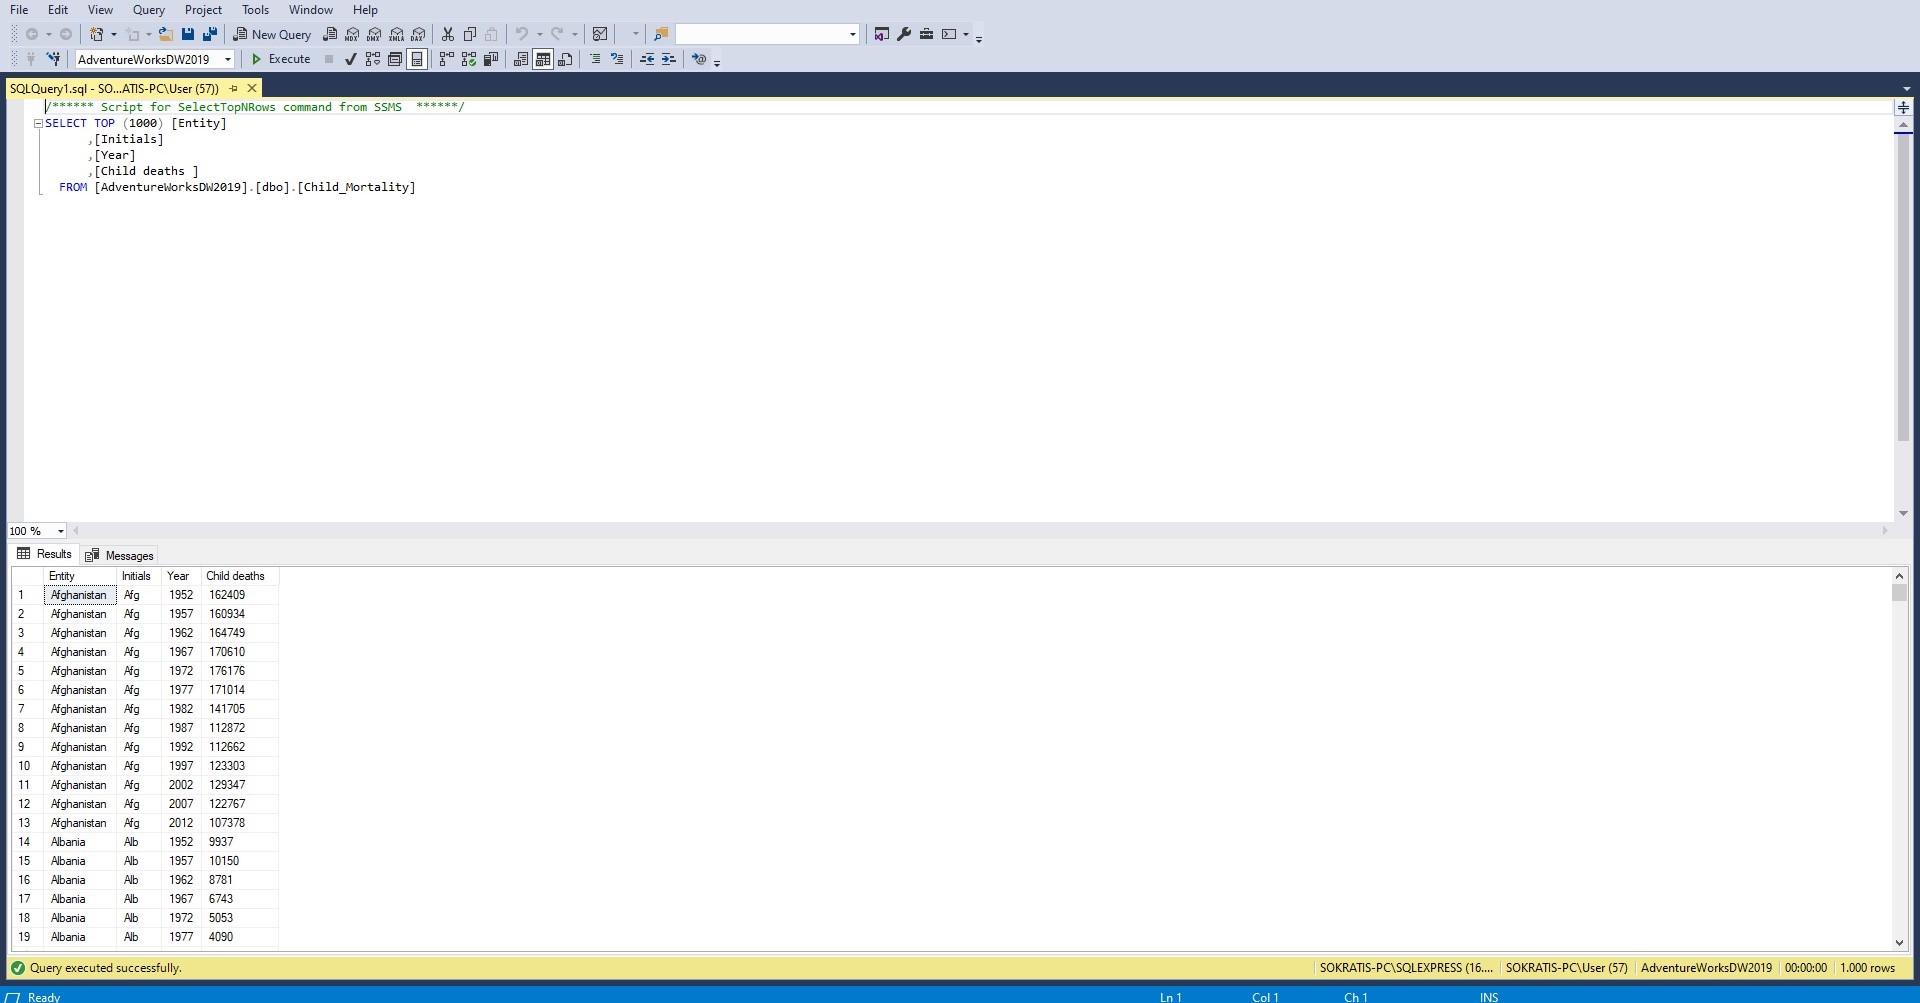 File Edit View Query Project Tools Window Help
New Query
AdventureWorksDW2019 Execute
SQLQuery1.sql - SO...ATIS-PC\User (57))
/****** Script for SelectTopNRows command from SSMS  ******/
SELECT TOP (1000) [Entity]
,[Initials]
,[Year]
,[Child deaths ]
FROM [AdventureWorksDW2019].[dbo].[Child_Mortality]
100 %
Results Messages
Entity Initials Year Child deaths
1 Afghanistan Afg 1952 162409
2 Afghanistan Afg 1957 160934
3 Afghanistan Afg 1962 164749
4 Afghanistan Afg 1967 170610
5 Afghanistan Afg 1972 176176
6 Afghanistan Afg 1977 171014
7 Afghanistan Afg 1982 141705
8 Afghanistan Afg 1987 112872
9 Afghanistan Afg 1992 112662
10 Afghanistan Afg 1997 123303
11 Afghanistan Afg 2002 129347
12 Afghanistan Afg 2007 122767
13 Afghanistan Afg 2012 107378
14 Albania Alb 1952 9937
15 Albania Alb 1957 10150
16 Albania Alb 1962 8781
17 Albania Alb 1967 6743
18 Albania Alb 1972 5053
19 Albania Alb 1977 4090
Query executed successfully. SOKRATIS-PC\SQLEXPRESS (16.... SOKRATIS-PC\User (57) AdventureWorksDW2019 00:00:00 1.000 rows
Ready Ln 1 Col 1 Ch 1 INS